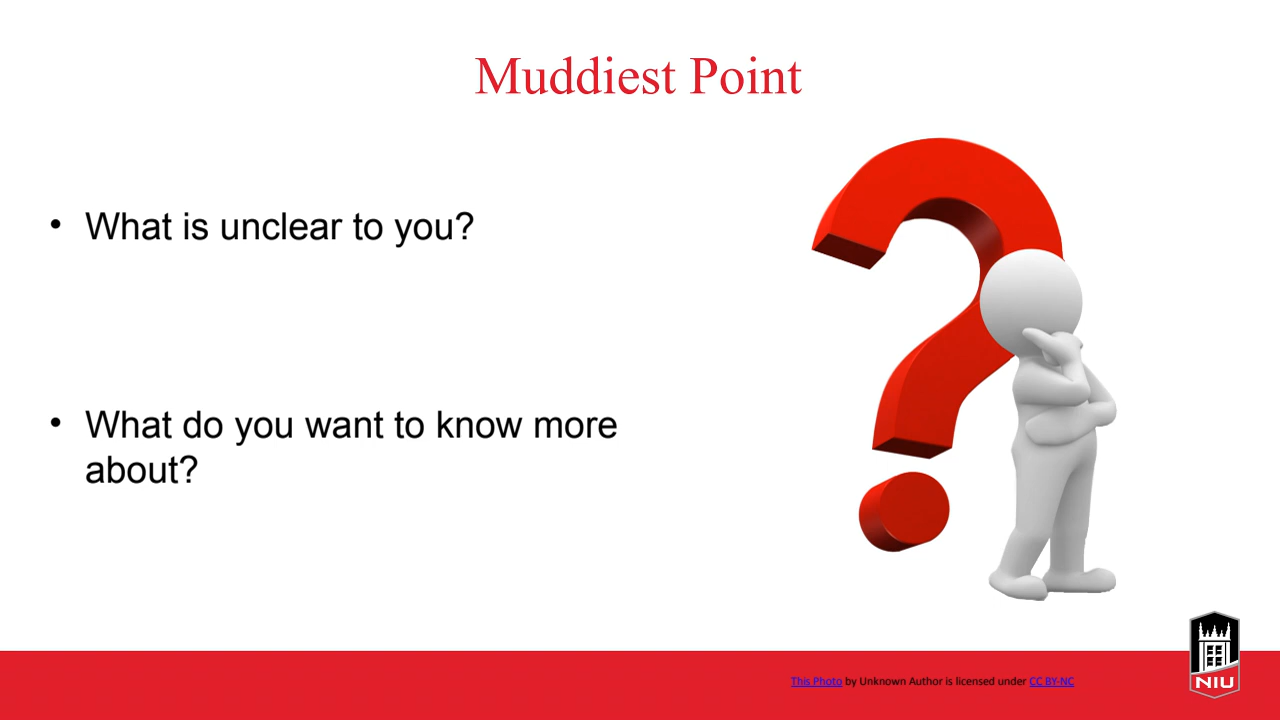 Muddiest Point
• What is unclear to you?
• What do you want to know more
about?
This Photo by Unknown Author is licensed under CC BY-NC
NIU